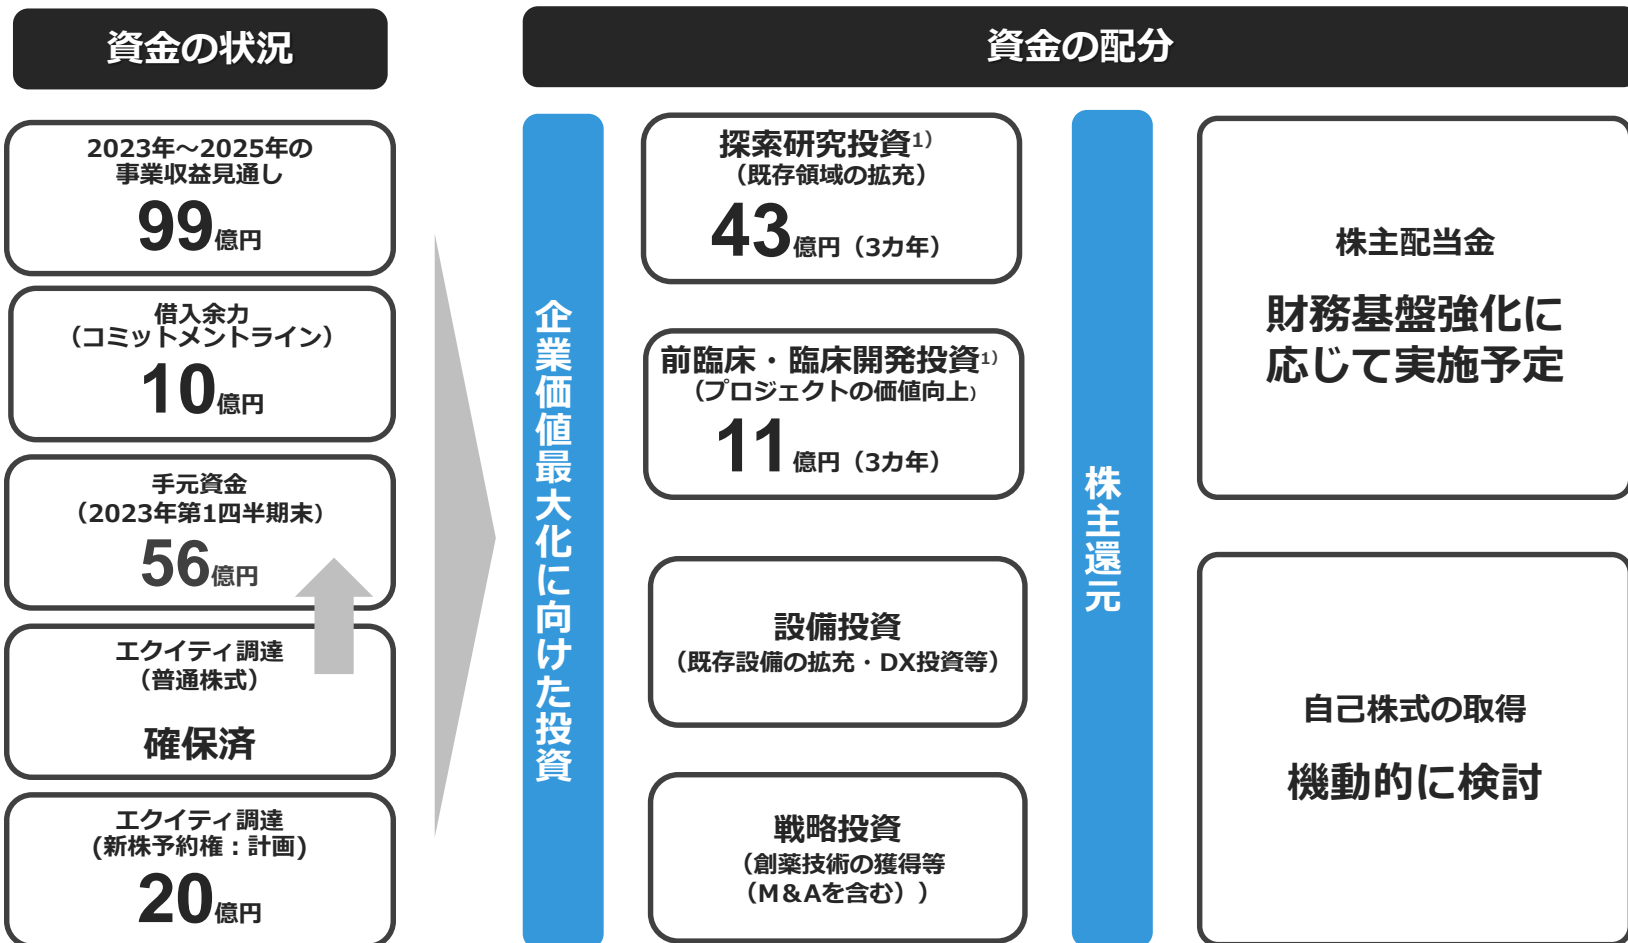 資金の状況
2023年～2025年の
事業収益見通し
99億円
借入余力
（コミットメントライン）
10億円
手元資金
（2023年第1四半期末）
56億円
エクイティ調達
（普通株式）
確保済
エクイティ調達
(新株予約権：計画)
20億円
資金の配分
企業価値最大化に向けた投資
探索研究投資1）
（既存領域の拡充）
43億円（3カ年）
前臨床・臨床開発投資1）
（プロジェクトの価値向上）
11億円（3カ年）
設備投資
（既存設備の拡充・DX投資等）
戦略投資
（創薬技術の獲得等
（M&Aを含む））
株主還元
株主配当金
財務基盤強化に
応じて実施予定
自己株式の取得
機動的に検討